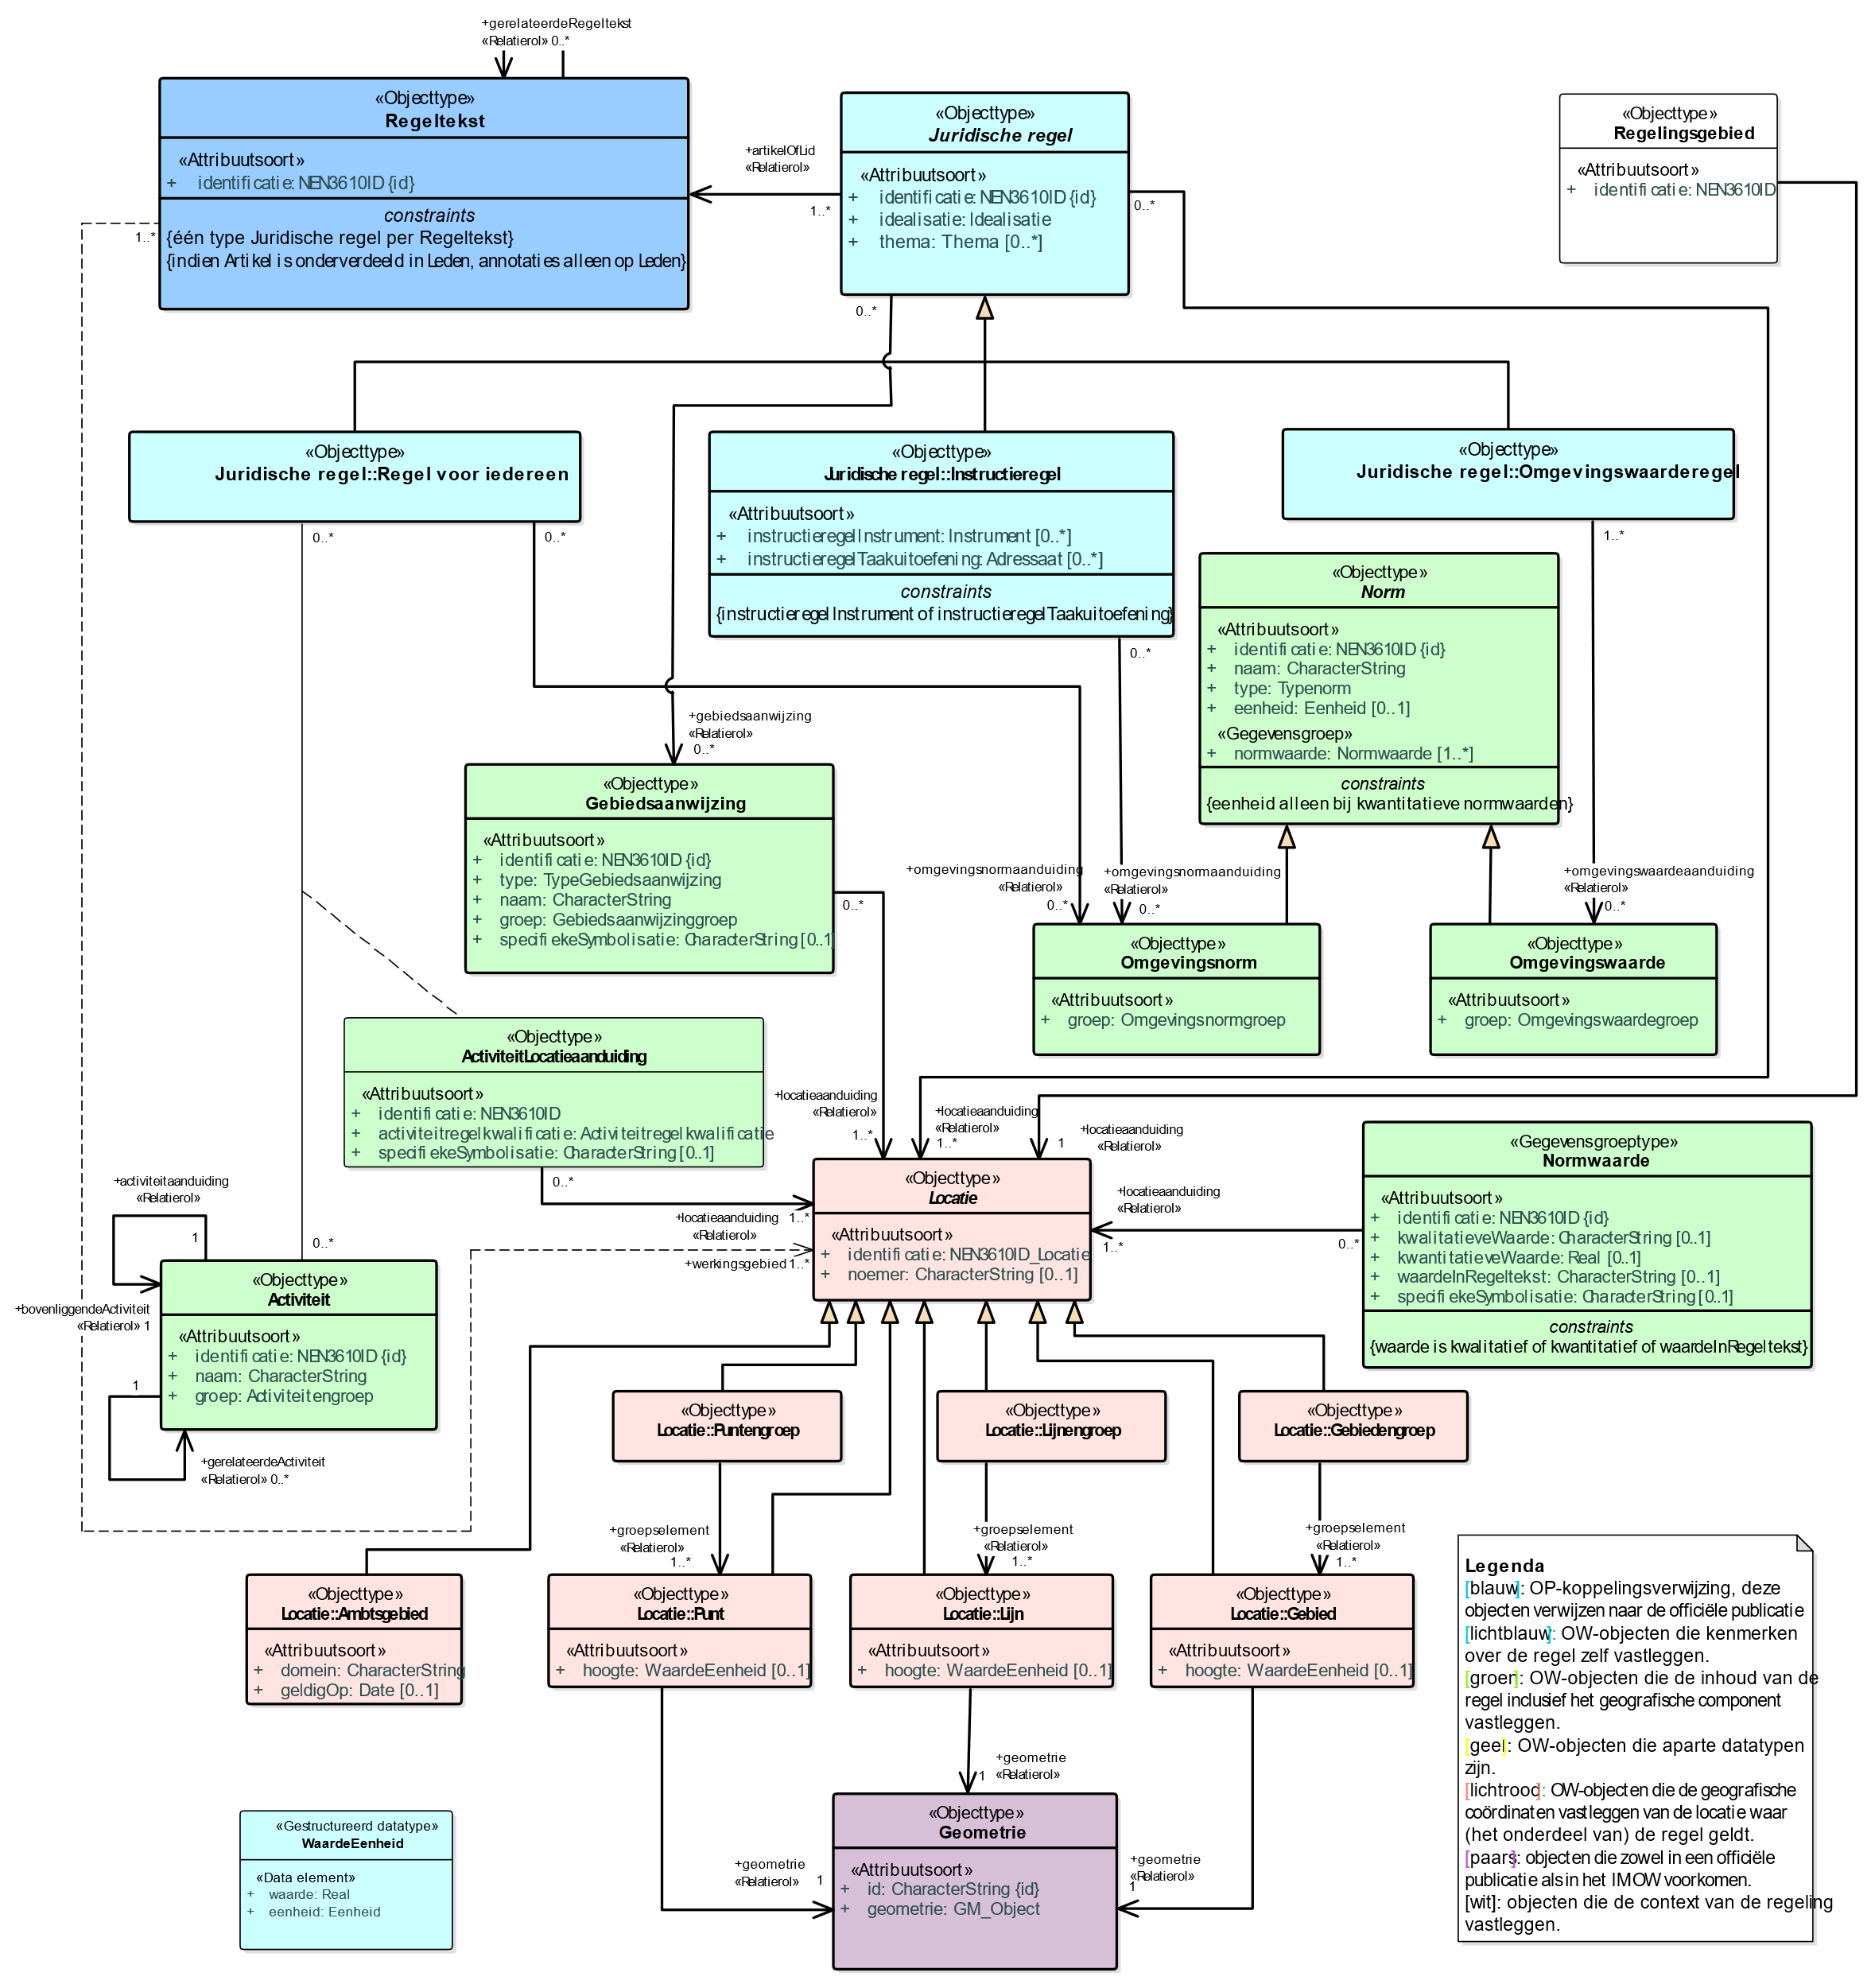 +gerelateerdeRegeltekst
«Relatierol» 0..*
«Objecttype»
Regeltekst
«Attribuutsoort»
+ identificatie: NEN3610ID {id}
constraints
{één type Juridische regel per Regeltekst}
{indien Artikel is onderverdeeld in Leden, annotaties alleen op Leden}
1..*
+artikelOfLid
«Relatierol»
1..*
«Objecttype»
Juridische regel
«Attribuutsoort»
+ identificatie: NEN3610ID {id}
+ idealisatie: Idealisatie
+ thema: Thema [0..*]
0..*
0..*
«Objecttype»
Regelingsgebied
«Attribuutsoort»
+ identificatie: NEN3610ID
«Objecttype»
Juridische regel::Regel voor iedereen
0..*
0..*
«Objecttype»
Juridische regel::Instructieregel
«Attribuutsoort»
+ instructieregelInstrument: Instrument [0..*]
+ instructieregelTaakuitoefening: Adressaat [0..*]
constraints
{instructieregelInstrument of instructieregelTaakuitoefening}
0..*
«Objecttype»
Juridische regel::Omgevingswaarderegel
1..*
«Objecttype»
Norm
«Attribuutsoort»
+ identificatie: NEN3610ID {id}
+ naam: CharacterString
+ type: Typenorm
+ eenheid: Eenheid [0..1]
«Gegevensgroep»
+ normwaarde: Normwaarde [1..*]
constraints
{eenheid alleen bij kwantitatieve normwaarden}
+gebiedsaanwijzing
«Relatierol»
0..*
«Objecttype»
Gebiedsaanwijzing
«Attribuutsoort»
+ identificatie: NEN3610ID {id}
+ type: TypeGebiedsaanwijzing
+ naam: CharacterString
+ groep: Gebiedsaanwijzinggroep
+ specifiekeSymbolisatie: CharacterString [0..1]
0..*
+omgevingsnormaanduiding
«Relatierol»
0..*
+omgevingsnormaanduiding
«Relatierol»
0..*
+omgevingswaardeaanduiding
«Relatierol»
0..*
«Objecttype»
Omgevingsnorm
«Attribuutsoort»
+ groep: Omgevingsnormgroep
«Objecttype»
Omgevingswaarde
«Attribuutsoort»
+ groep: Omgevingswaardegroep
«Objecttype»
ActiviteitLocatieaanduiding
«Attribuutsoort»
+ identificatie: NEN3610ID
+ activiteitregelkwalificatie: Activiteitregelkwalificatie
+ specifiekeSymbolisatie: CharacterString [0..1]
0..*
+locatieaanduiding
«Relatierol»
1..*
+locatieaanduiding
«Relatierol»
1..*
1
+locatieaanduiding
«Relatierol»
«Objecttype»
Locatie
«Attribuutsoort»
+ identificatie: NEN3610ID_Locatie
+ noemer: CharacterString [0..1]
1..*
+locatieaanduiding
«Relatierol»
+werkingsgebied 1..*
+locatieaanduiding
«Relatierol»
1..*
0..*
«Gegevensgroeptype»
Normwaarde
«Attribuutsoort»
+ identificatie: NEN3610ID {id}
+ kwalitatieveWaarde: CharacterString [0..1]
+ kwantitatieveWaarde: Real [0..1]
+ waardeInRegeltekst: CharacterString [0..1]
+ specifiekeSymbolisatie: CharacterString [0..1]
constraints
{waarde is kwalitatief of kwantitatief of waardeInRegeltekst}
+activiteitaanduiding
«Relatierol»
1
0..*
«Objecttype»
Activiteit
«Attribuutsoort»
+ identificatie: NEN3610ID {id}
+ naam: CharacterString
+ groep: Activiteitengroep
+bovenliggendeActiviteit
«Relatierol» 1
1
+gerelateerdeActiviteit
«Relatierol» 0..*
«Objecttype»
Locatie::Puntengroep
«Objecttype»
Locatie::Lijnengroep
«Objecttype»
Locatie::Gebiedengroep
+groepselement
«Relatierol»
1..*
+groepselement
«Relatierol»
1..*
+groepselement
«Relatierol»
1..*
«Objecttype»
Locatie::Ambtsgebied
«Attribuutsoort»
+ domein: CharacterString
+ geldigOp: Date [0..1]
«Objecttype»
Locatie::Punt
«Attribuutsoort»
+ hoogte: WaardeEenheid [0..1]
«Objecttype»
Locatie::Lijn
«Attribuutsoort»
+ hoogte: WaardeEenheid [0..1]
«Objecttype»
Locatie::Gebied
«Attribuutsoort»
+ hoogte: WaardeEenheid [0..1]
+geometrie
«Relatierol»
1
+geometrie
«Relatierol»
1
+geometrie
«Relatierol»
1
«Objecttype»
Geometrie
«Attribuutsoort»
+ id: CharacterString {id}
+ geometrie: GM_Object
«Gestructureerd datatype»
WaardeEenheid
«Data element»
+ waarde: Real
+ eenheid: Eenheid
Legenda
[blauw]: OP-koppelingsverwijzing, deze
objecten verwijzen naar de officiële publicatie
[lichtblauw]: OW-objecten die kenmerken
over de regel zelf vastleggen.
[groen]: OW-objecten die de inhoud van de
regel inclusief het geografische component
vastleggen.
[geel]: OW-objecten die aparte datatypen
zijn.
[lichtrood]: OW-objecten die de geografische
coördinaten vastleggen van de locatie waar
(het onderdeel van) de regel geldt.
[paars]: objecten die zowel in een officiële
publicatie als in het IMOW voorkomen.
[wit]: objecten die de context van de regeling
vastleggen.